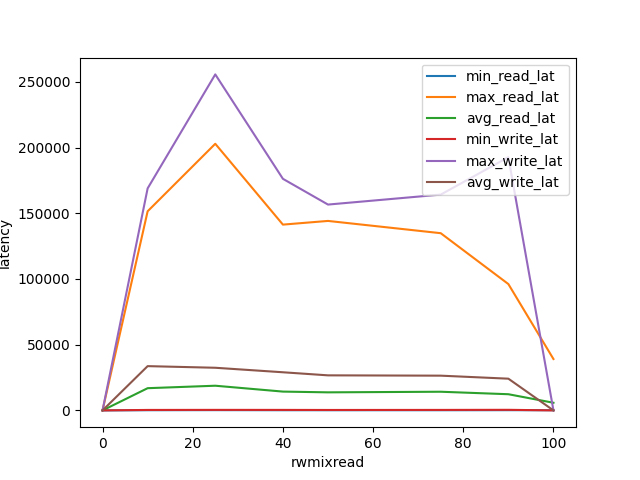 250000
200000
150000
100000
50000
0
latency
0
20
40
60
80
100
rwmixread
min_read_lat
max_read_lat
avg_read_lat
min_write_lat
max_write_lat
avg_write_lat